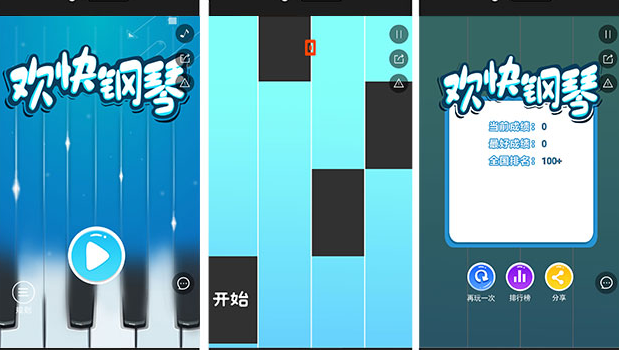 欢快钢琴
0
开始
欢快钢琴
当前成绩：0
最好成绩：0
全国排名：100+
再玩一次
排行榜
分享